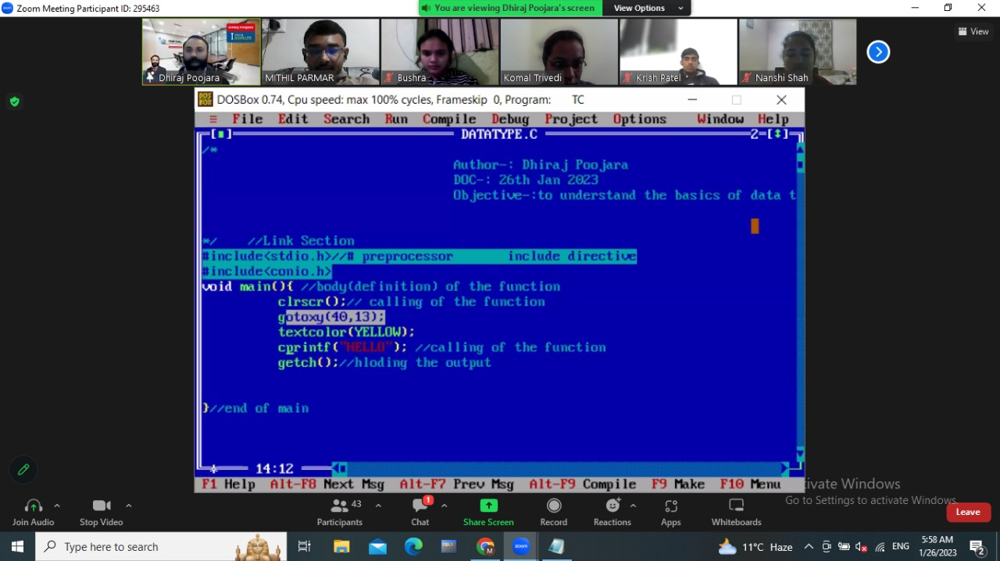 Zoom Meeting Participant ID: 295463
You are viewing Dhiraj Poojara's screen
View Options
View
DHIRAJ POOJARA
Dhiraj Poojara
MITHIL PARMAR
Bushra
Komal Trivedi
Krish Patel
Nanshi Shah
DOSBox 0.74, Cpu speed: max 100% cycles, Frameskip 0, Program: TC
File Edit Search Run Compile Debug Project Options Window Help
DATATYPE.C 2
/*
Author-: Dhiraj Poojara
DOC-: 26th Jan 2023
Objective-:to understand the basics of data t
*/ //Link Section
#include<stdio.h>//# preprocessor include directive
#include<conio.h>
void main(){ //body(definition) of the function
clrscr();// calling of the function
gotoxy(40,13);
textcolor(YELLOW);
cprintf("HELLO"); //calling of the function
getch();//hloding the output
}//end of main
14:12
F1 Help Alt-F8 Next Msg Alt-F7 Prev Msg Alt-F9 Compile F9 Make F10 Menu
Activate Windows
Go to Settings to activate Windows.
Join Audio
Stop Video
Participants 43
Chat 1
Share Screen
Record
Reactions
Apps
Whiteboards
Leave
Type here to search
11°C Haze
ENG
5:58 AM
1/26/2023
2